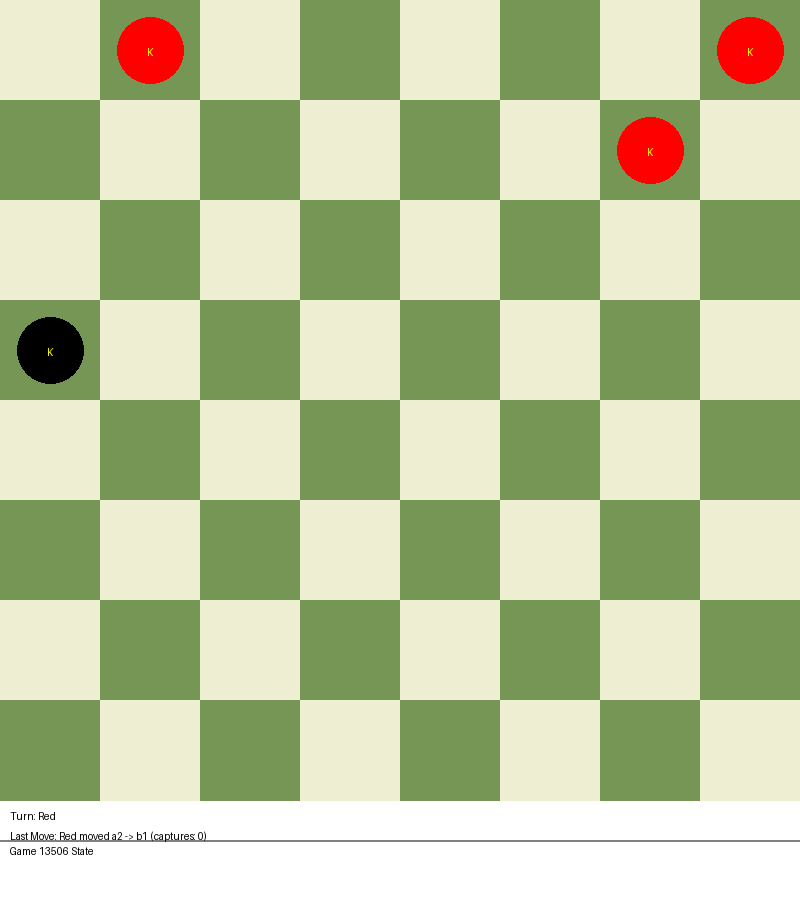 K K
K
K
Turn: Red
Last Move: Red moved a2 -> b1 (captures: 0)
Game 13506 State